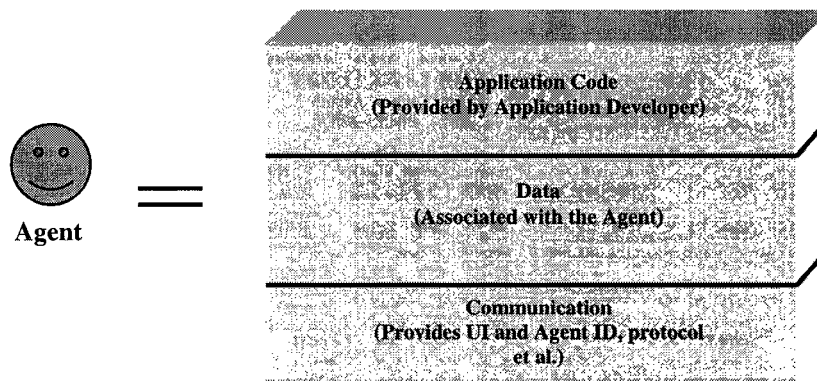 Application Code
(Provided by Application Developer)
Data
(Associated with the Agent)
Agent
Communication
(Provides UI and Agent ID, protocol
et al.)